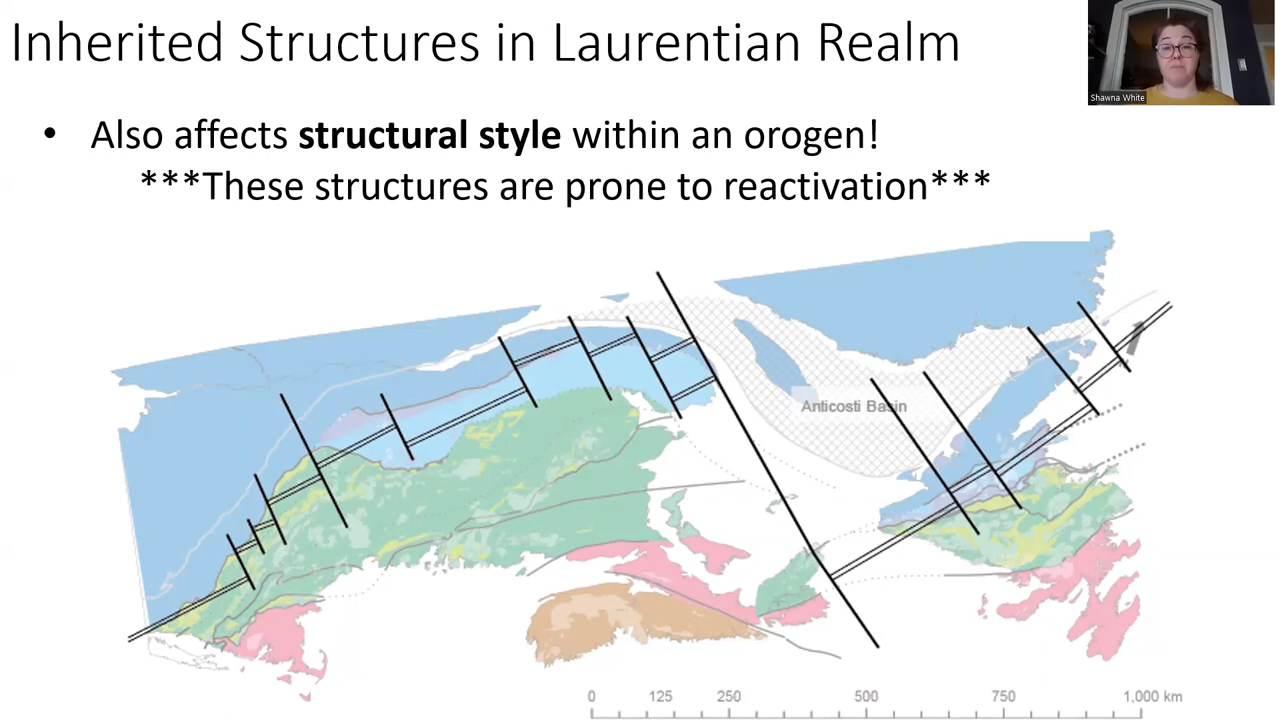 Inherited Structures in Laurentian Realm
Shawna White
• Also affects structural style within an orogen!
***These structures are prone to reactivation***
Anticosti Basin
0 125 250 500 750 1,000 km